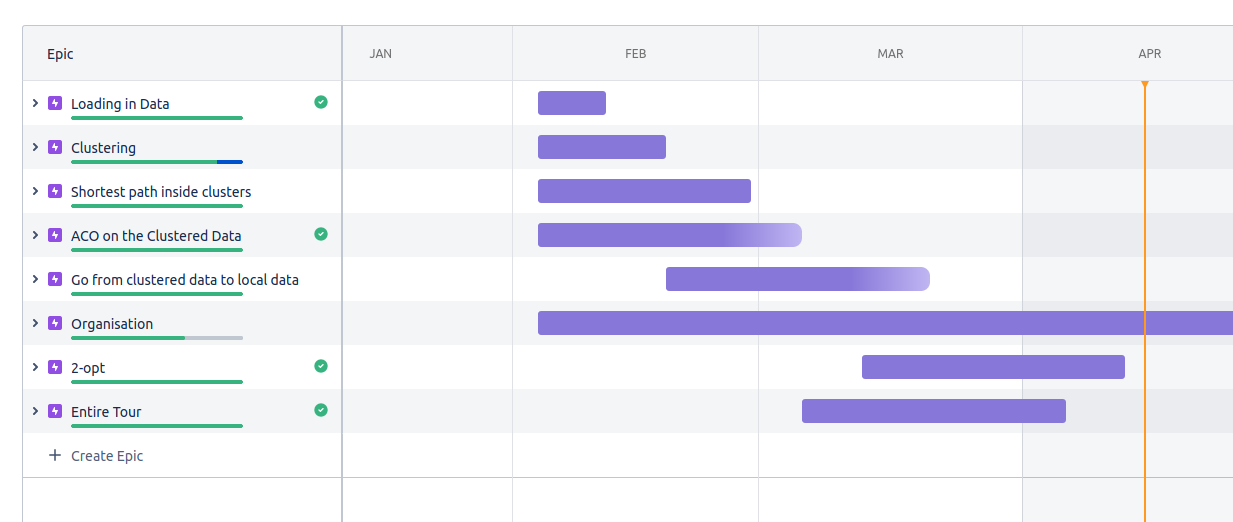 Epic
JAN
FEB
MAR
APR
Loading in Data
Clustering
Shortest path inside clusters
ACO on the Clustered Data
Go from clustered data to local data
Organisation
2-opt
Entire Tour
+ Create Epic